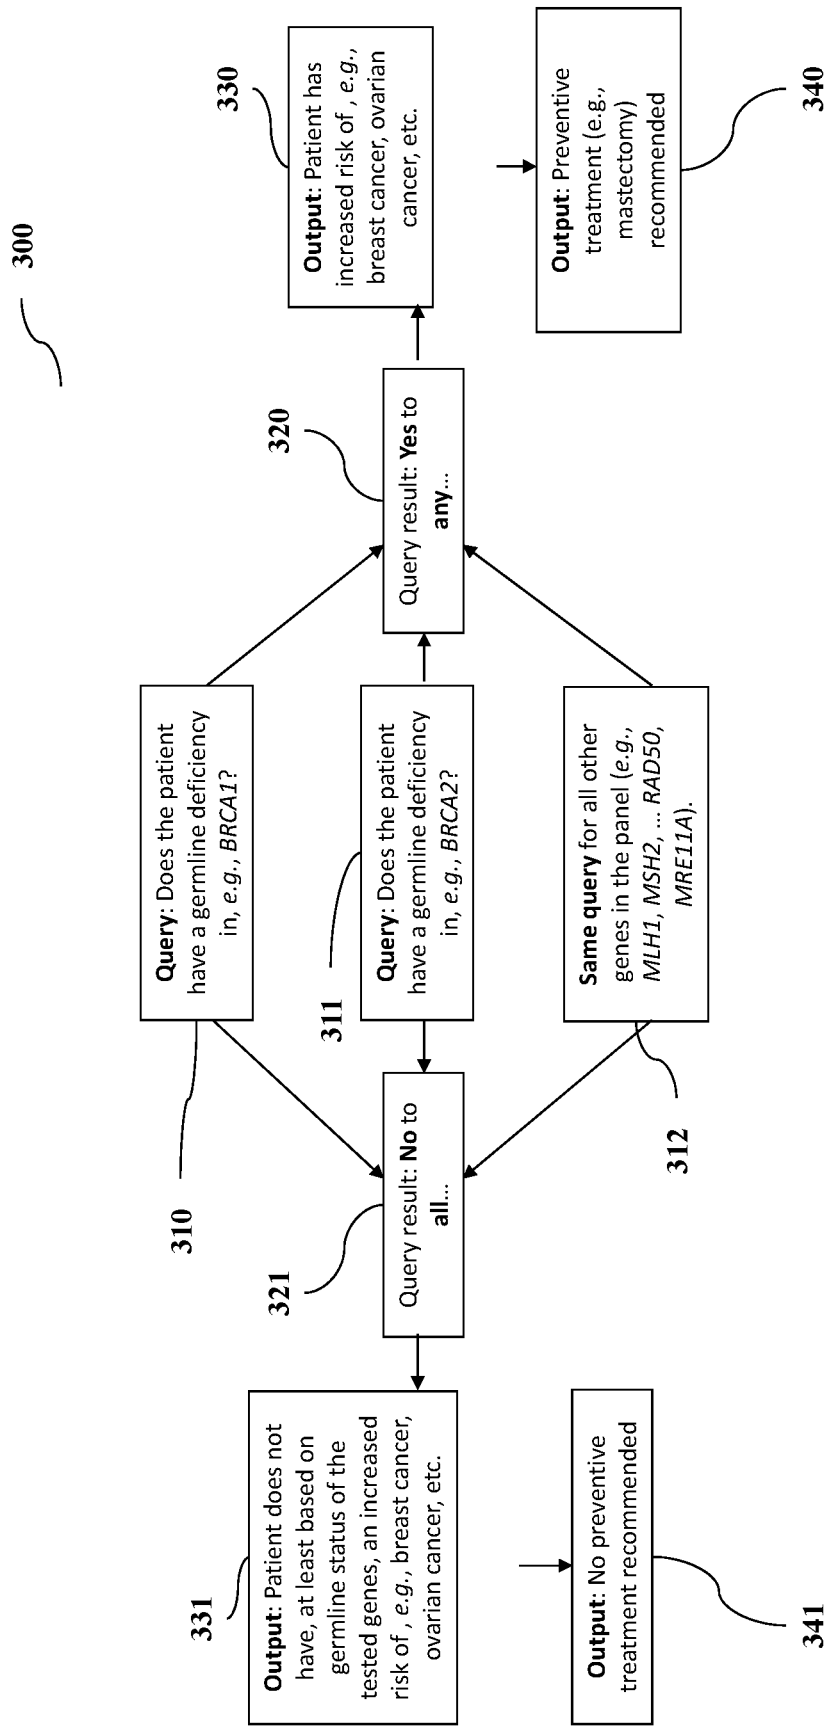 300
310
Query: Does the patient
have a germline deficiency
in, e.g., BRCA1?
311
Query: Does the patient
have a germline deficiency
in, e.g., BRCA2?
312
Same query for all other
genes in the panel (e.g.,
MLH1, MSH2, ... RAD50,
MRE11A).
321
Query result: No to
all...
320
Query result: Yes to
any...
331
Output: Patient does not
have, at least based on
germline status of the
tested genes, an increased
risk of , e.g., breast cancer,
ovarian cancer, etc.
341
Output: No preventive
treatment recommended
330
Output: Patient has
increased risk of , e.g.,
breast cancer, ovarian
cancer, etc.
340
Output: Preventive
treatment (e.g.,
mastectomy)
recommended